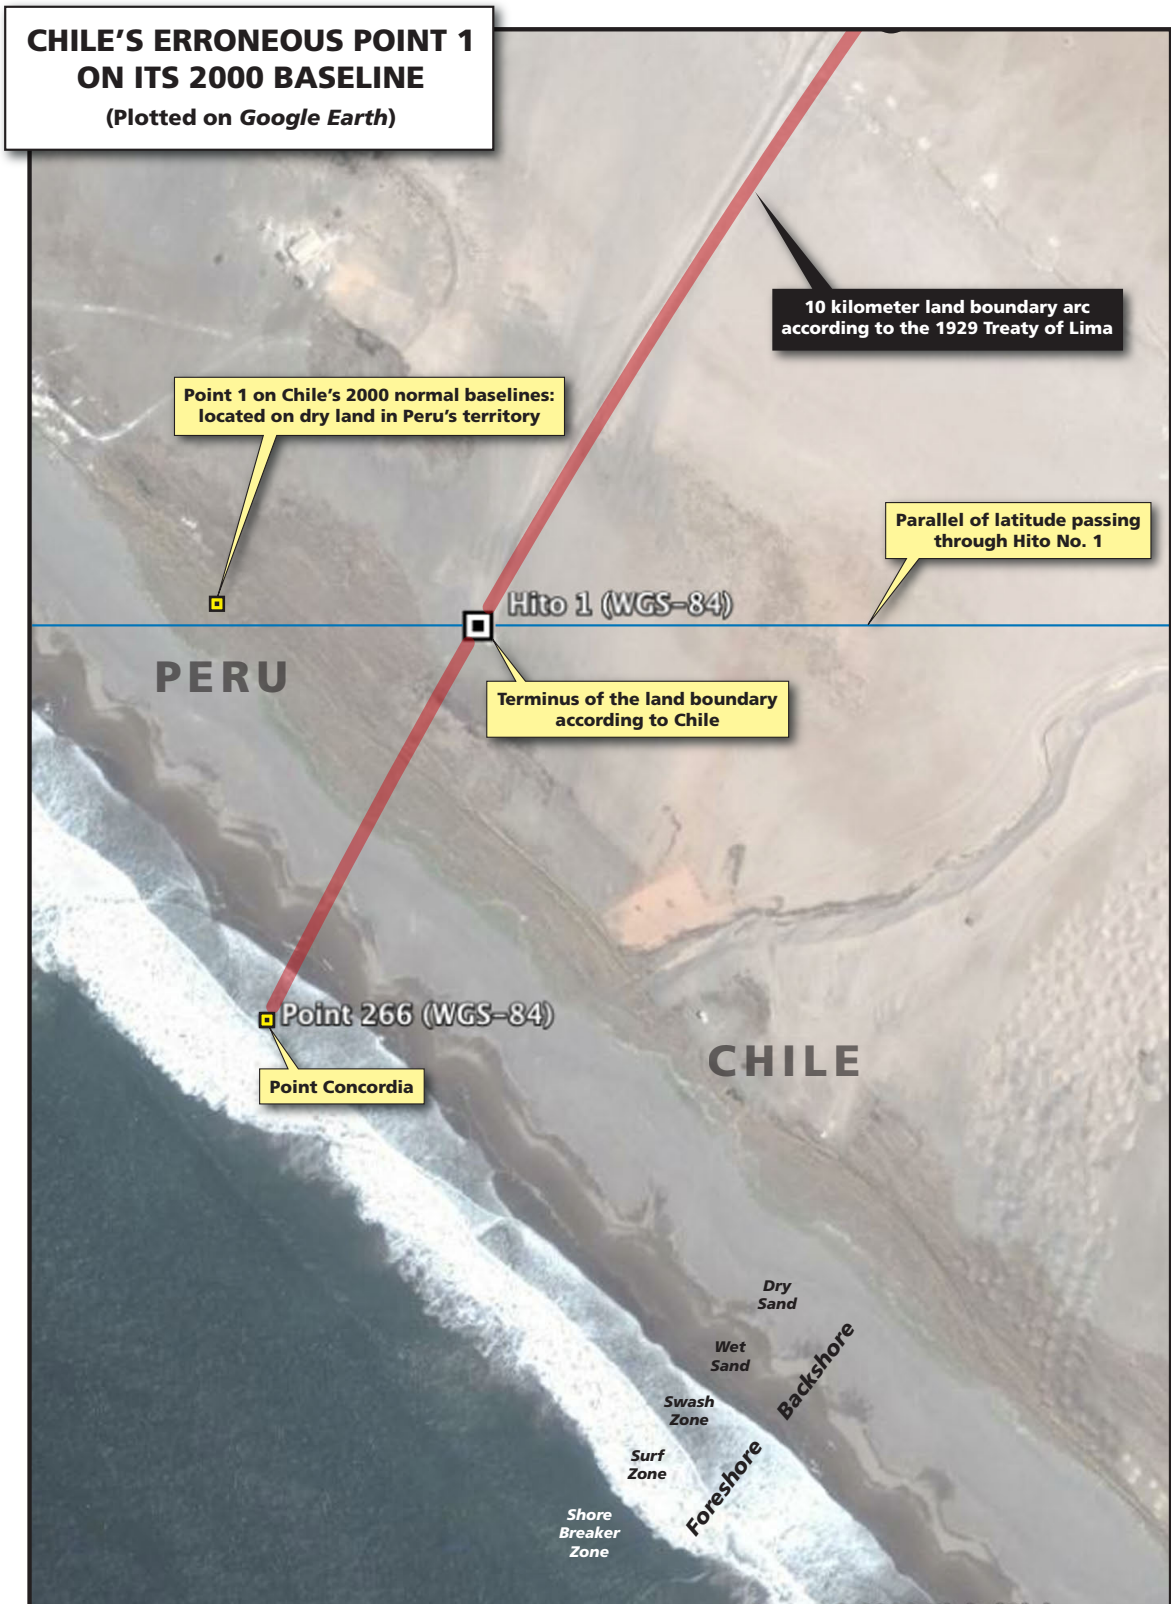 CHILE'S ERRONEOUS POINT 1
ON ITS 2000 BASELINE
(Plotted on Google Earth)
10 kilometer land boundary arc
according to the 1929 Treaty of Lima
Point 1 on Chile's 2000 normal baselines:
located on dry land in Peru's territory
Parallel of latitude passing
through Hito No. 1
Hito 1 (WGS-84)
PERU
Terminus of the land boundary
according to Chile
Point 266 (WGS-84)
CHILE
Point Concordia
Dry
Sand
Wet
Sand
Backshore
Swash
Zone
Surf
Zone
Foreshore
Shore
Breaker
Zone